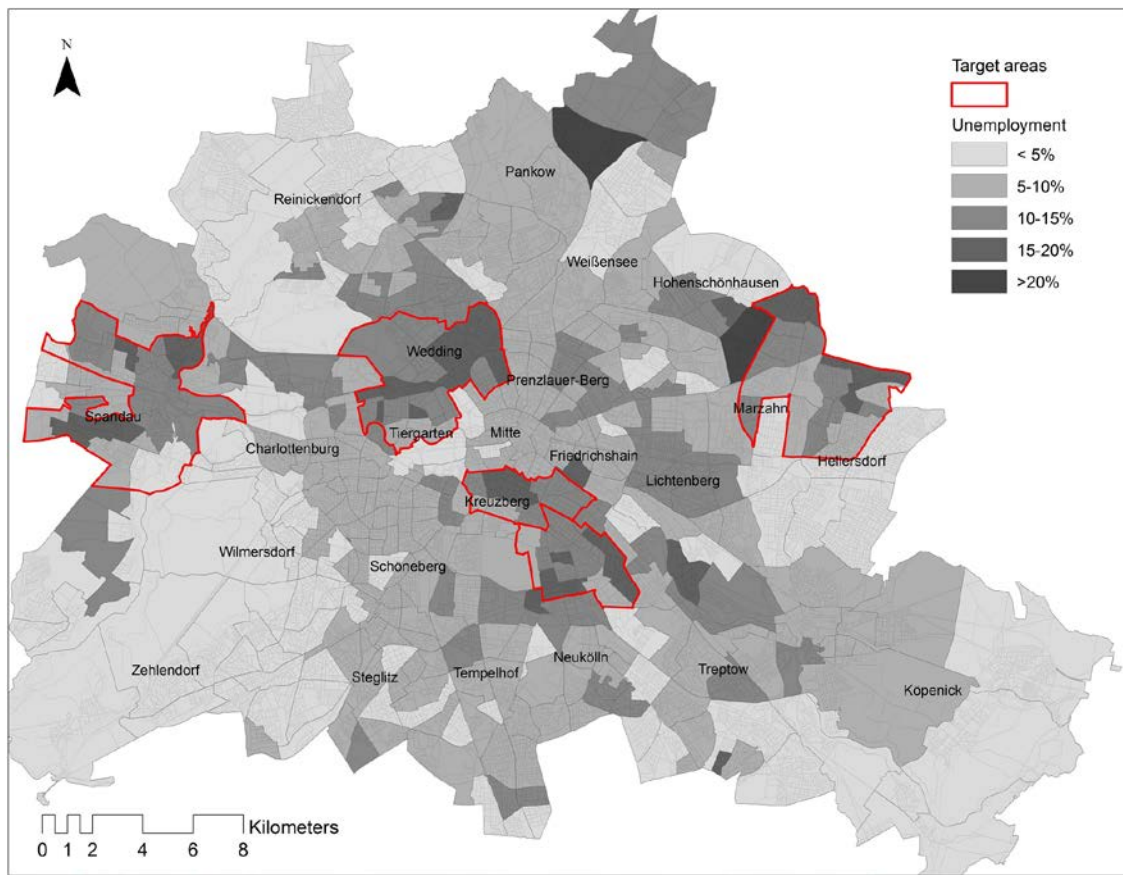 N
Target areas
Unemployment
< 5%
5-10%
10-15%
15-20%
>20%
Pankow
Reinickendorf
Weißensee
Hohenschönhausen
Wedding
Prenzlauer-Berg
Marzahn
Spandau
Tiergarten
Mitte
Charlottenburg
Friedrichshain
Hellersdorf
Lichtenberg
Kreuzberg
Wilmersdorf
Schöneberg
Zehlendorf
Steglitz
Tempelhof
Neukölln
Treptow
Kopenick
Kilometers
0 1 2 4 6 8